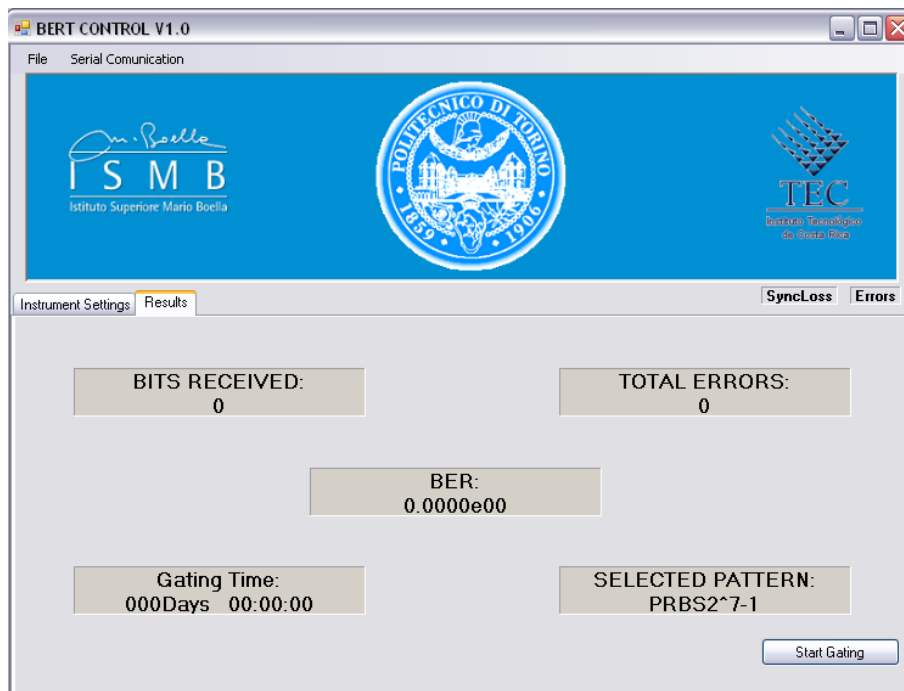 BERT CONTROL V1.0
File Serial Comunication
m. Boella
I S M B
Istituto Superiore Mario Boella
POLITECNICO DI TORINO
1859 1906
TEC
Instituto Tecnológico
de Costa Rica
Instrument Settings Results
SyncLoss Errors
BITS RECEIVED:
0
TOTAL ERRORS:
0
BER:
0.0000e00
Gating Time:
000Days 00:00:00
SELECTED PATTERN:
PRBS2^7-1
Start Gating